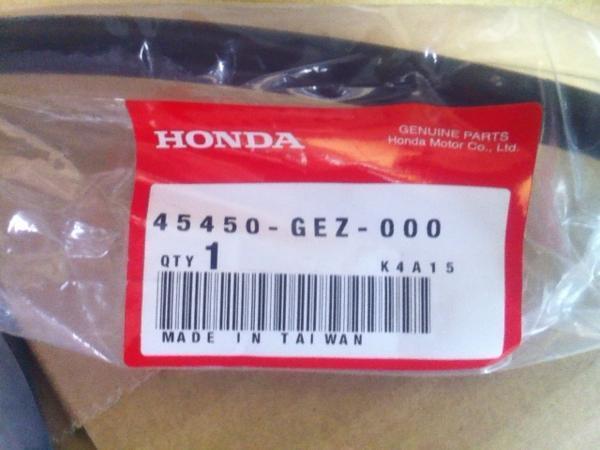 HONDA
GENUINE PARTS
Honda Motor Co., Ltd.
45450-GEZ-000
QTY 1 K4A15
MADE IN TAIWAN